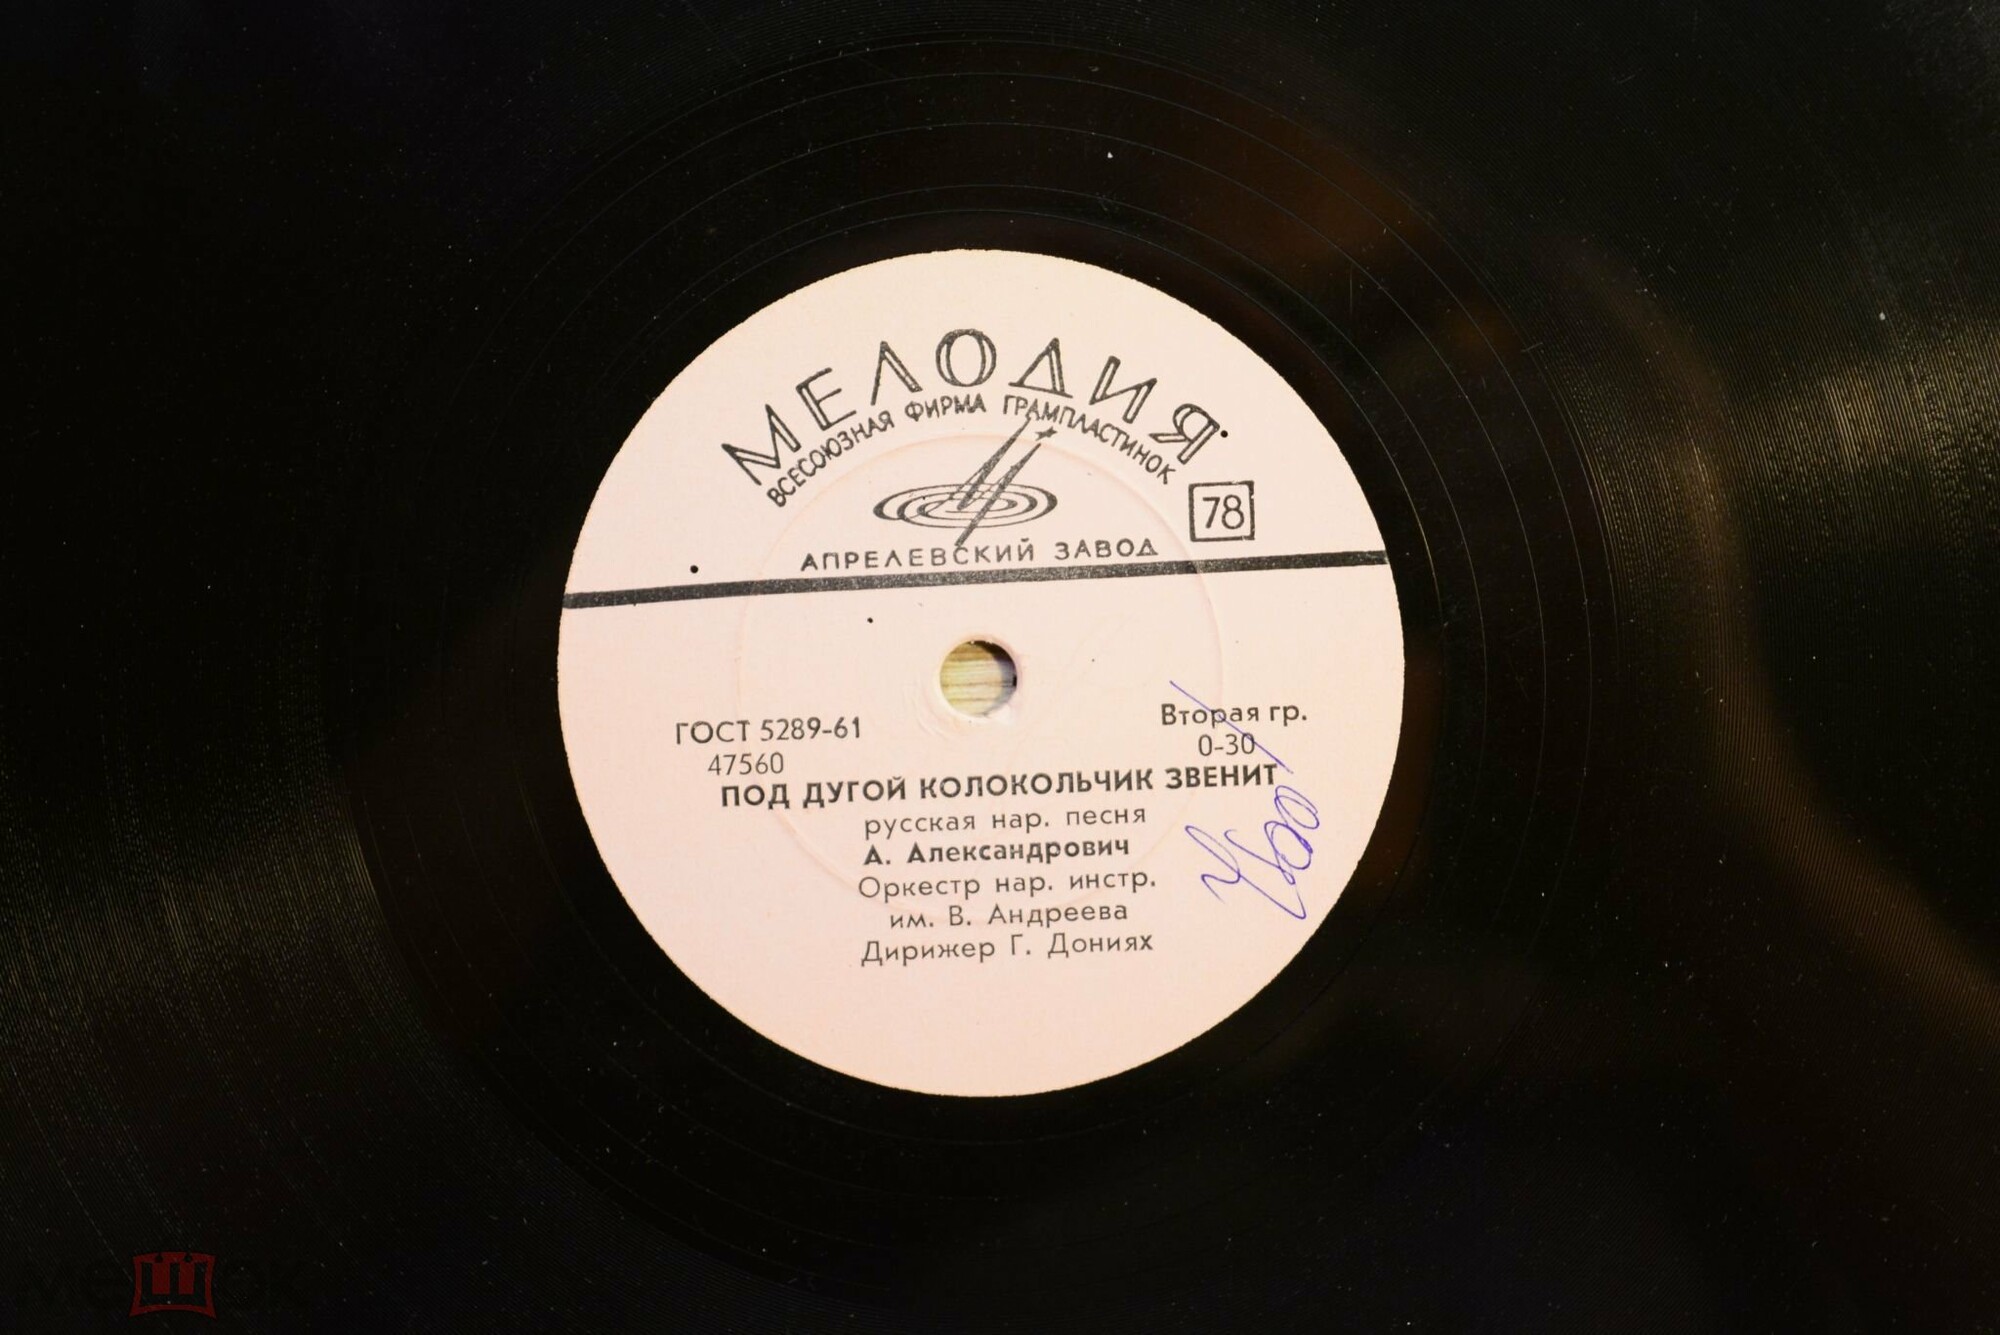 МЕЛОДИЯ
ВСЕСОЮЗНАЯ ФИРМА ГРАМПЛАСТИНОК
78
АПРЕЛЕВСКИЙ ЗАВОД
ГОСТ 5289-61
Вторая гр.
47560
0-30
ПОД ДУГОЙ КОЛОКОЛЬЧИК ЗВЕНИТ
русская нар. песня
А. Александрович
Оркестр нар. инстр.
им. В. Андреева
Дирижер Г. Дониях
мешок